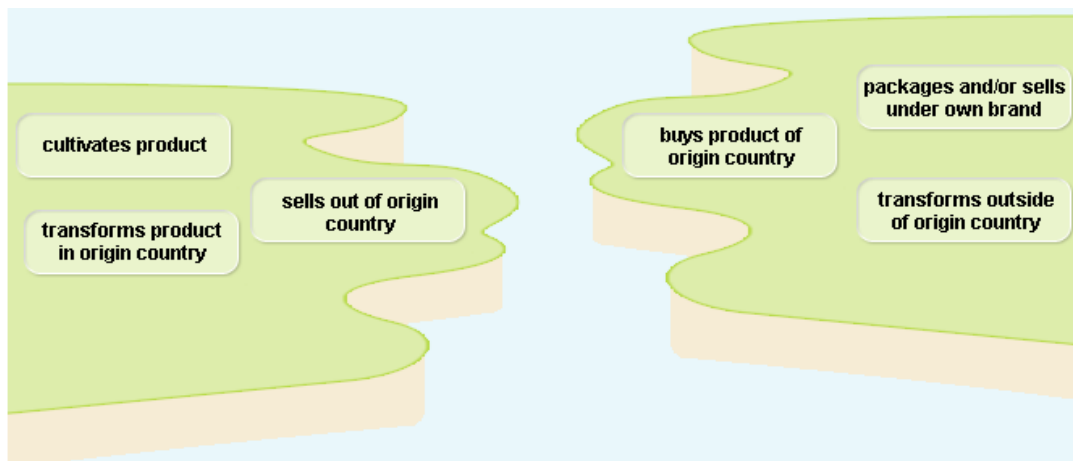 cultivates product
transforms product
in origin country
sells out of origin
country
buys product of
origin country
packages and/or sells
under own brand
transforms outside
of origin country